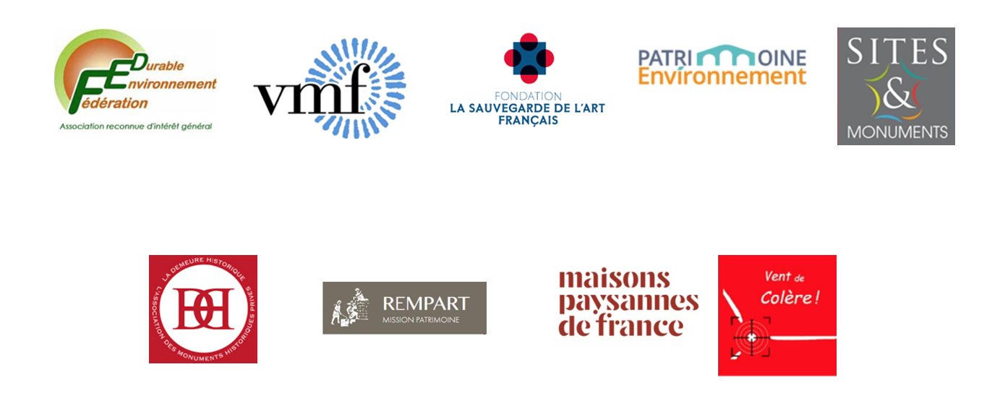 Durable
Environnement
Fédération
Association reconnue d'intérêt général
vmf
FONDATION
LA SAUVEGARDE DE L'ART
FRANÇAIS
PATRIMOINE
Environnement
SITES
&
MONUMENTS
LA DEMEURE HISTORIQUE
L'ASSOCIATION DES MONUMENTS HISTORIQUES PRIVÉS
DH
REMPART
MISSION PATRIMOINE
maisons
paysannes
de france
Vent de
Colère !